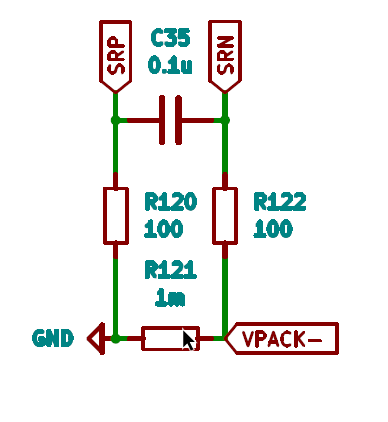 SRP
C35
0.1u
SRN
R120
100
R122
100
R121
1m
GND
VPACK-